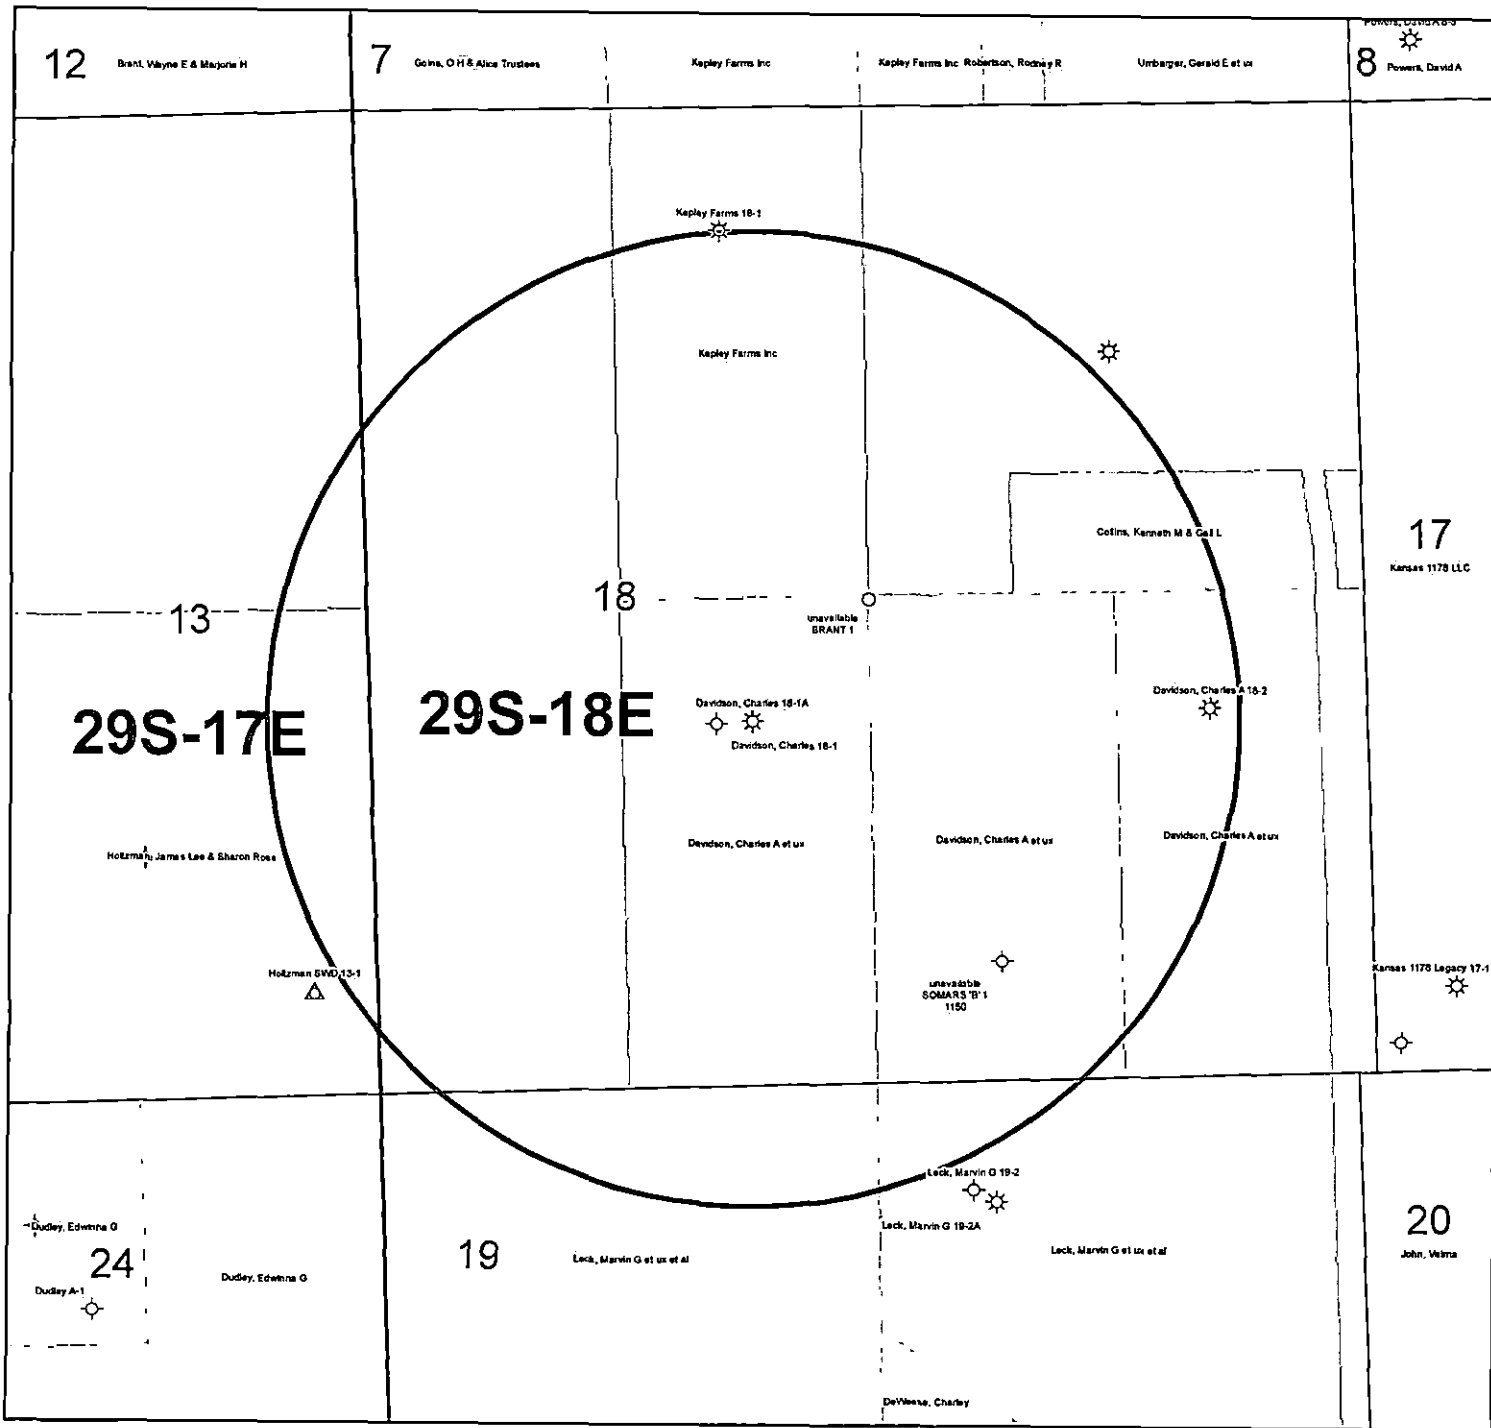 Powers, David A 8-3
12
Brant, Wayne E & Marjorie H
7
Goins, O H & Alice Trustees
Kepley Farms Inc
Kepley Farms Inc
Robertson, Rodney R
Umbarger, Gerald E et ux
8
Powers, David A
Kepley Farms 18-1
Kepley Farms Inc
Collins, Kenneth M & Gail L
17
Kansas 1178 LLC
13
18
unavailable
BRANT 1
29S-17E
29S-18E
Davidson, Charles 18-1A
Davidson, Charles 18-1
Davidson, Charles A 18-2
Holtzman, James Lee & Sharon Rose
Davidson, Charles A et ux
Davidson, Charles A et ux
Davidson, Charles A et ux
Holtzman SWD 13-1
unavailable
SOMARS 'B' 1
1150
Kansas 1178 Legacy 17-1
Leck, Marvin G 19-2
Leck, Marvin G 19-2A
Dudley, Edwinna G
24
Dudley, Edwinna G
Dudley A-1
19
Leck, Marvin G et ux et al
Leck, Marvin G et ux et al
20
John, Velma
DeWeese, Charley